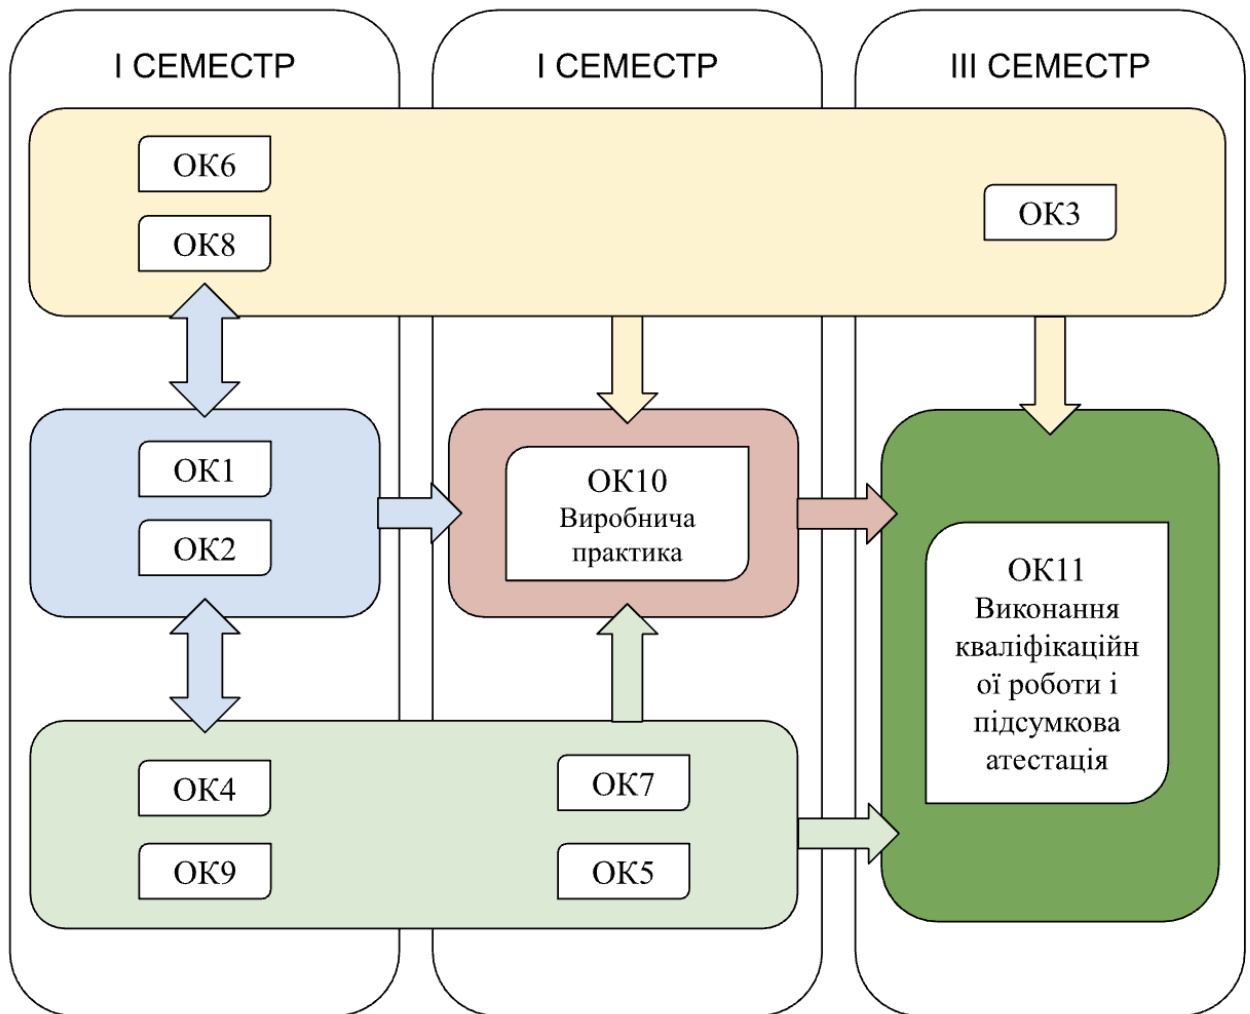 І СЕМЕСТР
І СЕМЕСТР
ІІІ СЕМЕСТР
ОК6
ОК8
ОК3
ОК1
ОК2
ОК10
Виробнича
практика
ОК11
Виконання
кваліфікаційн
ої роботи і
підсумкова
атестація
ОК4
ОК9
ОК7
ОК5